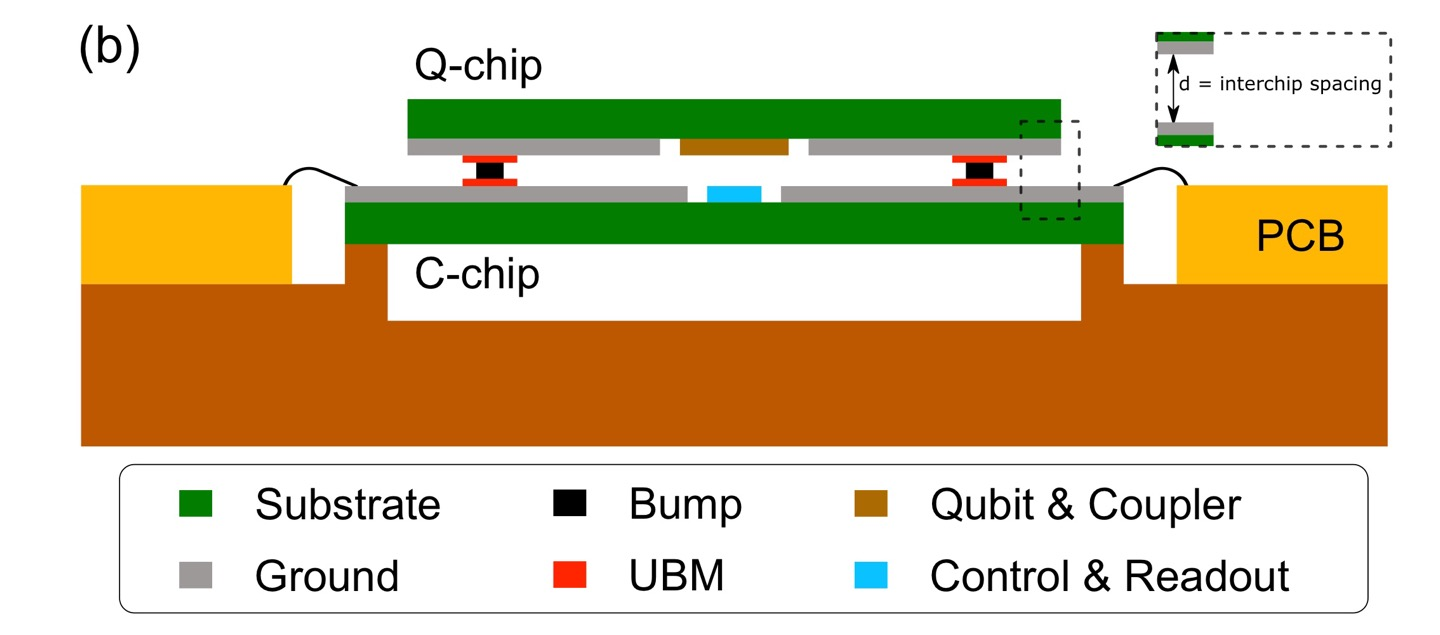 (b)
Q-chip
d = interchip spacing
PCB
C-chip
Substrate
Bump
Qubit & Coupler
Ground
UBM
Control & Readout